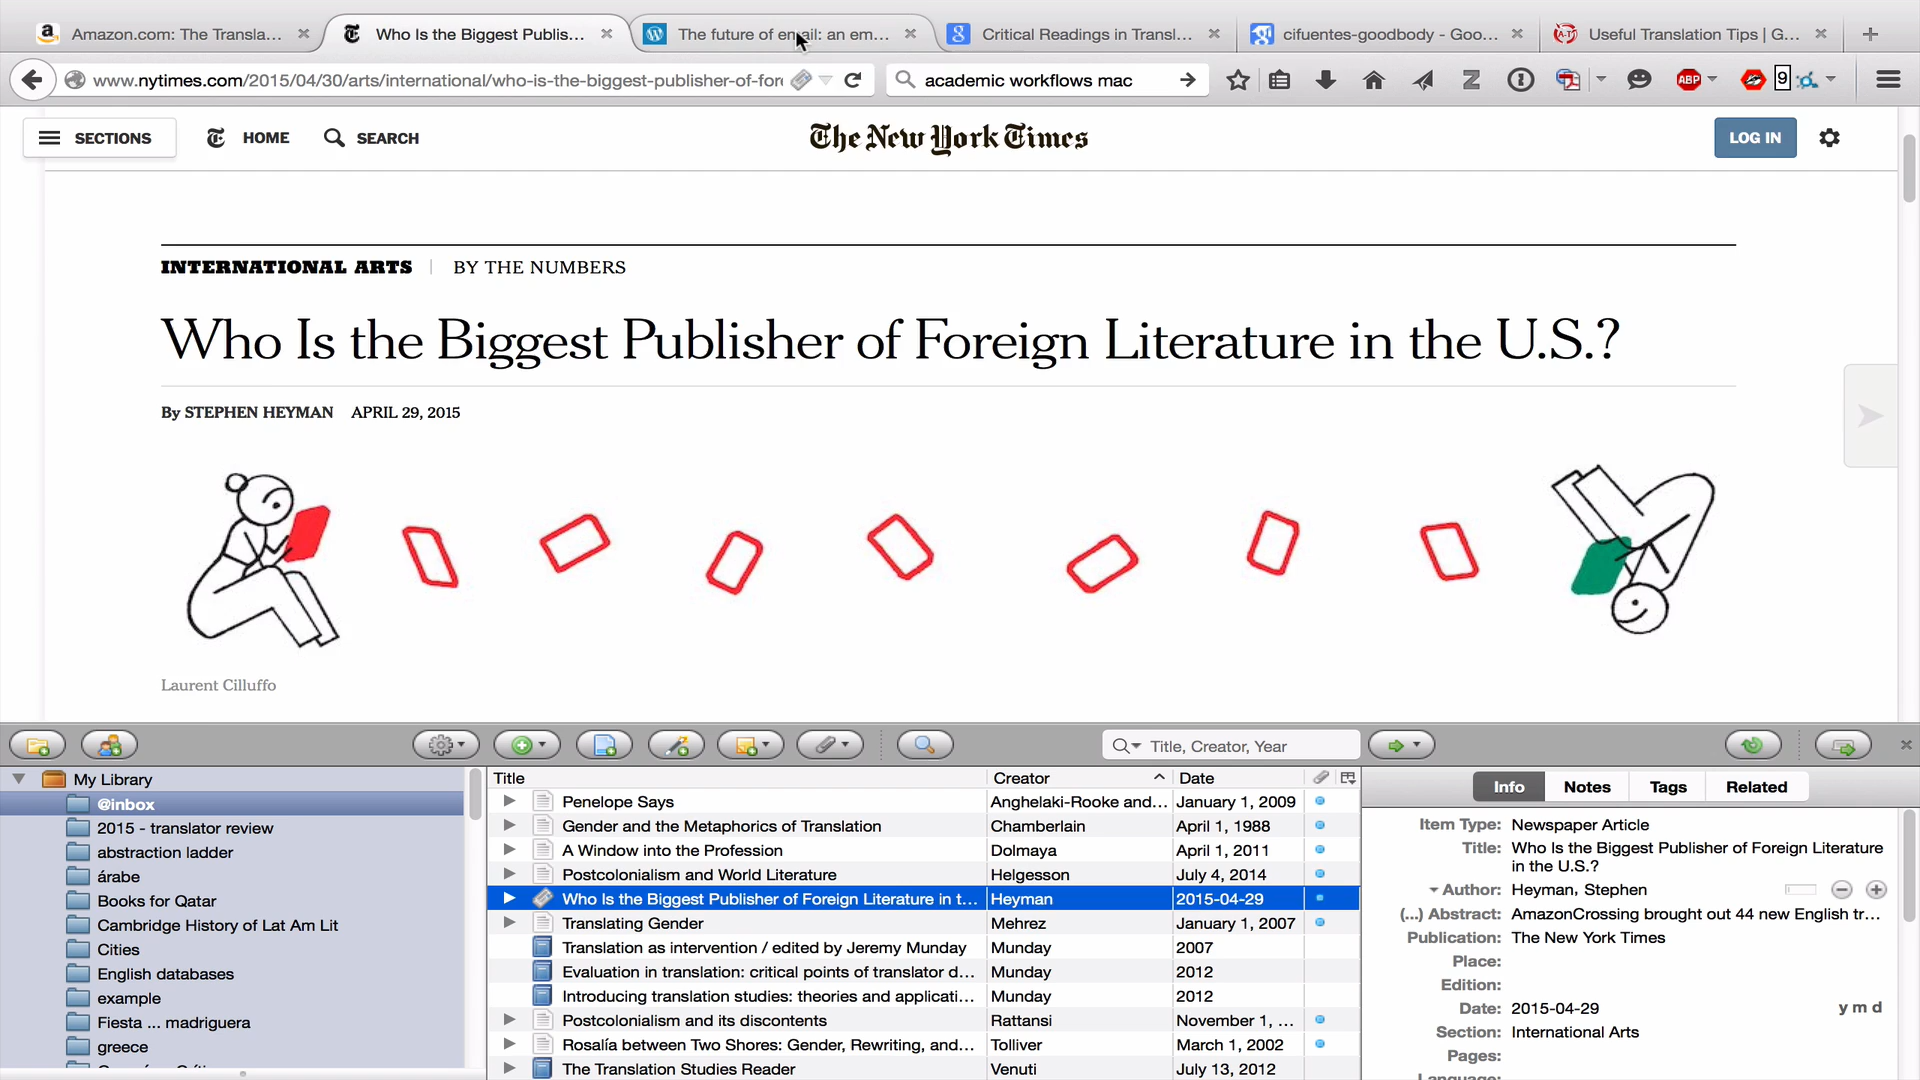 Amazon.com: The Transla...
Who Is the Biggest Publis...
The future of email: an em...
Critical Readings in Transl...
cifuentes-goodbody - Goo...
Useful Translation Tips | G...
www.nytimes.com/2015/04/30/arts/international/who-is-the-biggest-publisher-of-for
academic workflows mac
ABP
9
SECTIONS
HOME
SEARCH
The New York Times
LOG IN
INTERNATIONAL ARTS | BY THE NUMBERS
Who Is the Biggest Publisher of Foreign Literature in the U.S.?
By STEPHEN HEYMAN APRIL 29, 2015
Laurent Cilluffo
Title, Creator, Year
My Library
@inbox
2015 - translator review
abstraction ladder
árabe
Books for Qatar
Cambridge History of Lat Am Lit
Cities
English databases
example
Fiesta ... madriguera
greece
Title Creator Date
Penelope Says Anghelaki-Rooke and... January 1, 2009
Gender and the Metaphorics of Translation Chamberlain April 1, 1988
A Window into the Profession Dolmaya April 1, 2011
Postcolonialism and World Literature Helgesson July 4, 2014
Who Is the Biggest Publisher of Foreign Literature in t... Heyman 2015-04-29
Translating Gender Mehrez January 1, 2007
Translation as intervention / edited by Jeremy Munday Munday 2007
Evaluation in translation: critical points of translator d... Munday 2012
Introducing translation studies: theories and applicati... Munday 2012
Postcolonialism and its discontents Rattansi November 1, ...
Rosalía between Two Shores: Gender, Rewriting, and... Tolliver March 1, 2002
The Translation Studies Reader Venuti July 13, 2012
Info Notes Tags Related
Item Type: Newspaper Article
Title: Who Is the Biggest Publisher of Foreign Literature
in the U.S.?
Author: Heyman, Stephen
(...) Abstract: AmazonCrossing brought out 44 new English tr...
Publication: The New York Times
Place:
Edition:
Date: 2015-04-29 y m d
Section: International Arts
Pages:
Language: